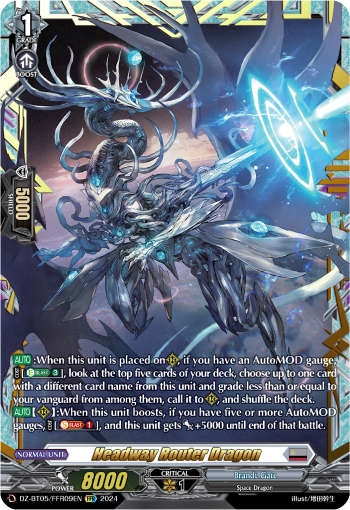 1
GRADE
BOOST
5000
SHIELD
AUTO :When this unit is placed on , if you have an AutoMOD gauge,
COST [E-BLAST 3], look at the top five cards of your deck, choose up to one card
with a different card name from this unit and grade less than or equal to
your vanguard from among them, call it to , and shuffle the deck.
AUTO [ ]:When this unit boosts, if you have five or more AutoMOD
gauges, COST [S-BLAST 1], and this unit gets +5000 until end of that battle.
NORMAL UNIT
Headway Router Dragon
POWER 8000
CRITICAL
1
Brandt Gate
Space Dragon
D DZ-BT05/FFR09EN FFR 2024
illust/増田幹生